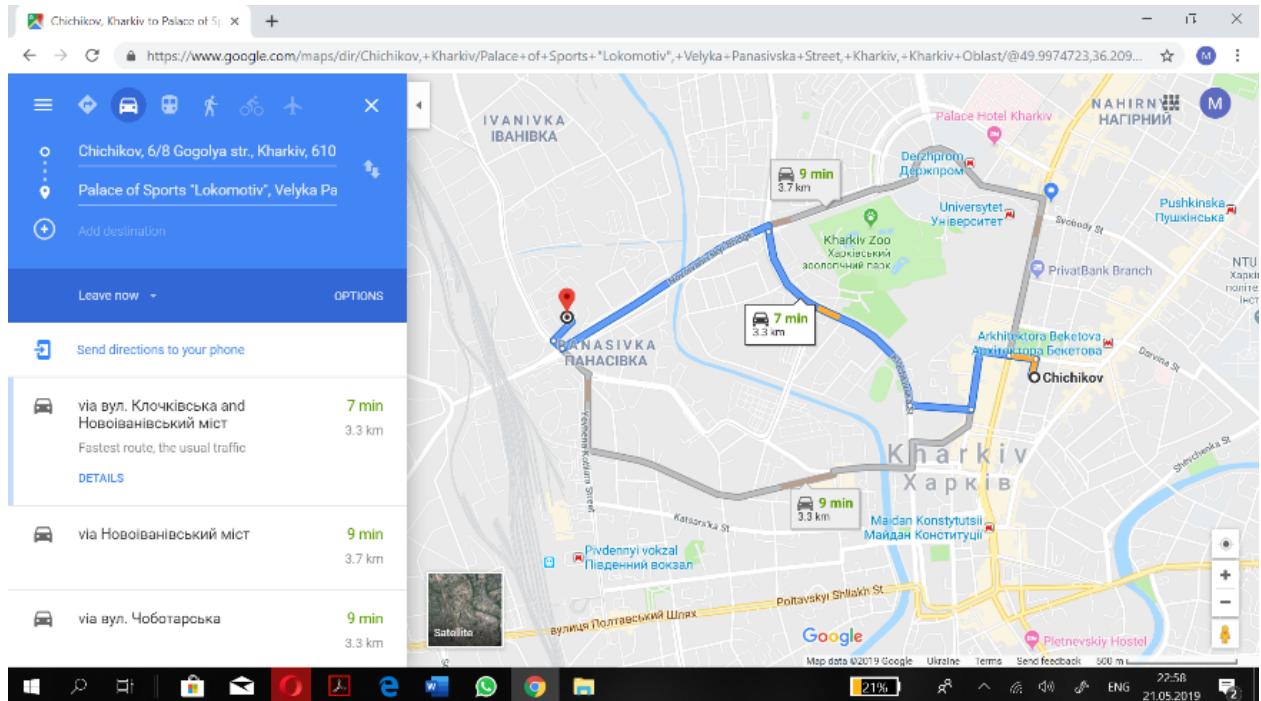 Chichikov, Kharkiv to Palace of Sp
https://www.google.com/maps/dir/Chichikov,+Kharkiv/Palace+of+Sports+"Lokomotiv",+Velyka+Panasivska+Street,+Kharkiv,+Kharkiv+Oblast/@49.9974723,36.209...
M
Chichikov, 6/8 Gogolya str., Kharkiv, 610
Palace of Sports "Lokomotiv", Velyka Pa
Add destination
Leave now
OPTIONS
Send directions to your phone
via вул. Клочківська and
Новоіванівський міст
7 min
3.3 km
Fastest route, the usual traffic
DETAILS
via Новоіванівський міст
9 min
3.7 km
via вул. Чоботарська
9 min
3.3 km
Satellite
IVANIVKA
ІВАНІВКА
NAHIRNYI
НАГІРНИЙ
M
Palace Hotel Kharkiv
Derzhprom
Держпром
9 min
3.7 km
Universytet
Університет
Pushkinska
Пушкінська
Svobody St
Kharkiv Zoo
Харківський
зоологічний парк
PrivatBank Branch
NTU
7 min
3.3 km
PANASIVKA
ПАНАСІВКА
Arkhitektora Beketova
Архітектора Бекетова
Darvina St
Chichikov
Yevhena Kotliara Street
Kharkiv
Харків
Shevchenka St
9 min
3.3 km
Katsarska St
Maidan Konstytutsii
Майдан Конституції
Pivdennyi vokzal
Південний вокзал
Poltavskyi Shliakh St
вулиця Полтавський Шлях
Google
Pletnevskiy Hostel
Map data ©2019 Google
Ukraine
Terms
Send feedback
500 m
21%
ENG
22:58
21.05.2019
2